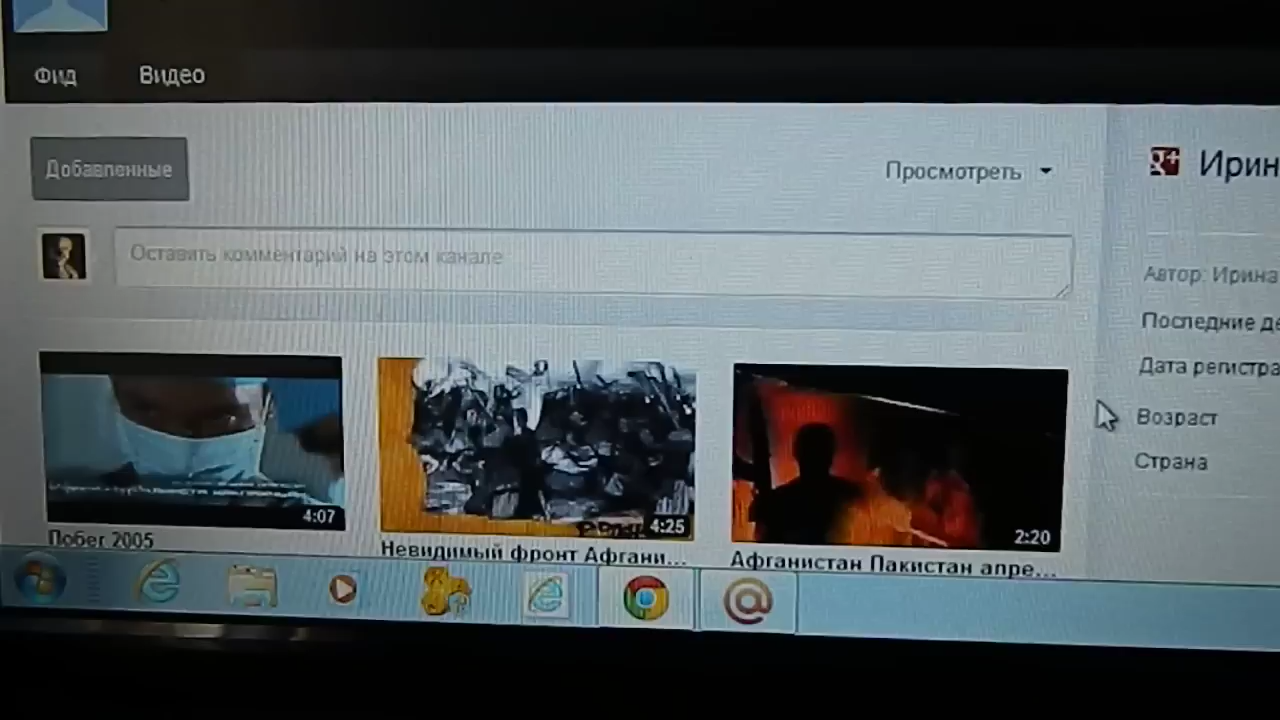 Фид Видео
Добавленные
Просмотреть
g+ Ирин
Оставить комментарий на этом канале
Автор: Ирина
Последние де
Дата регистра
Возраст
Страна
4:07
4:25
2:20
Побег 2005
Невидимый фронт Афгани...
Афганистан Пакистан апре...